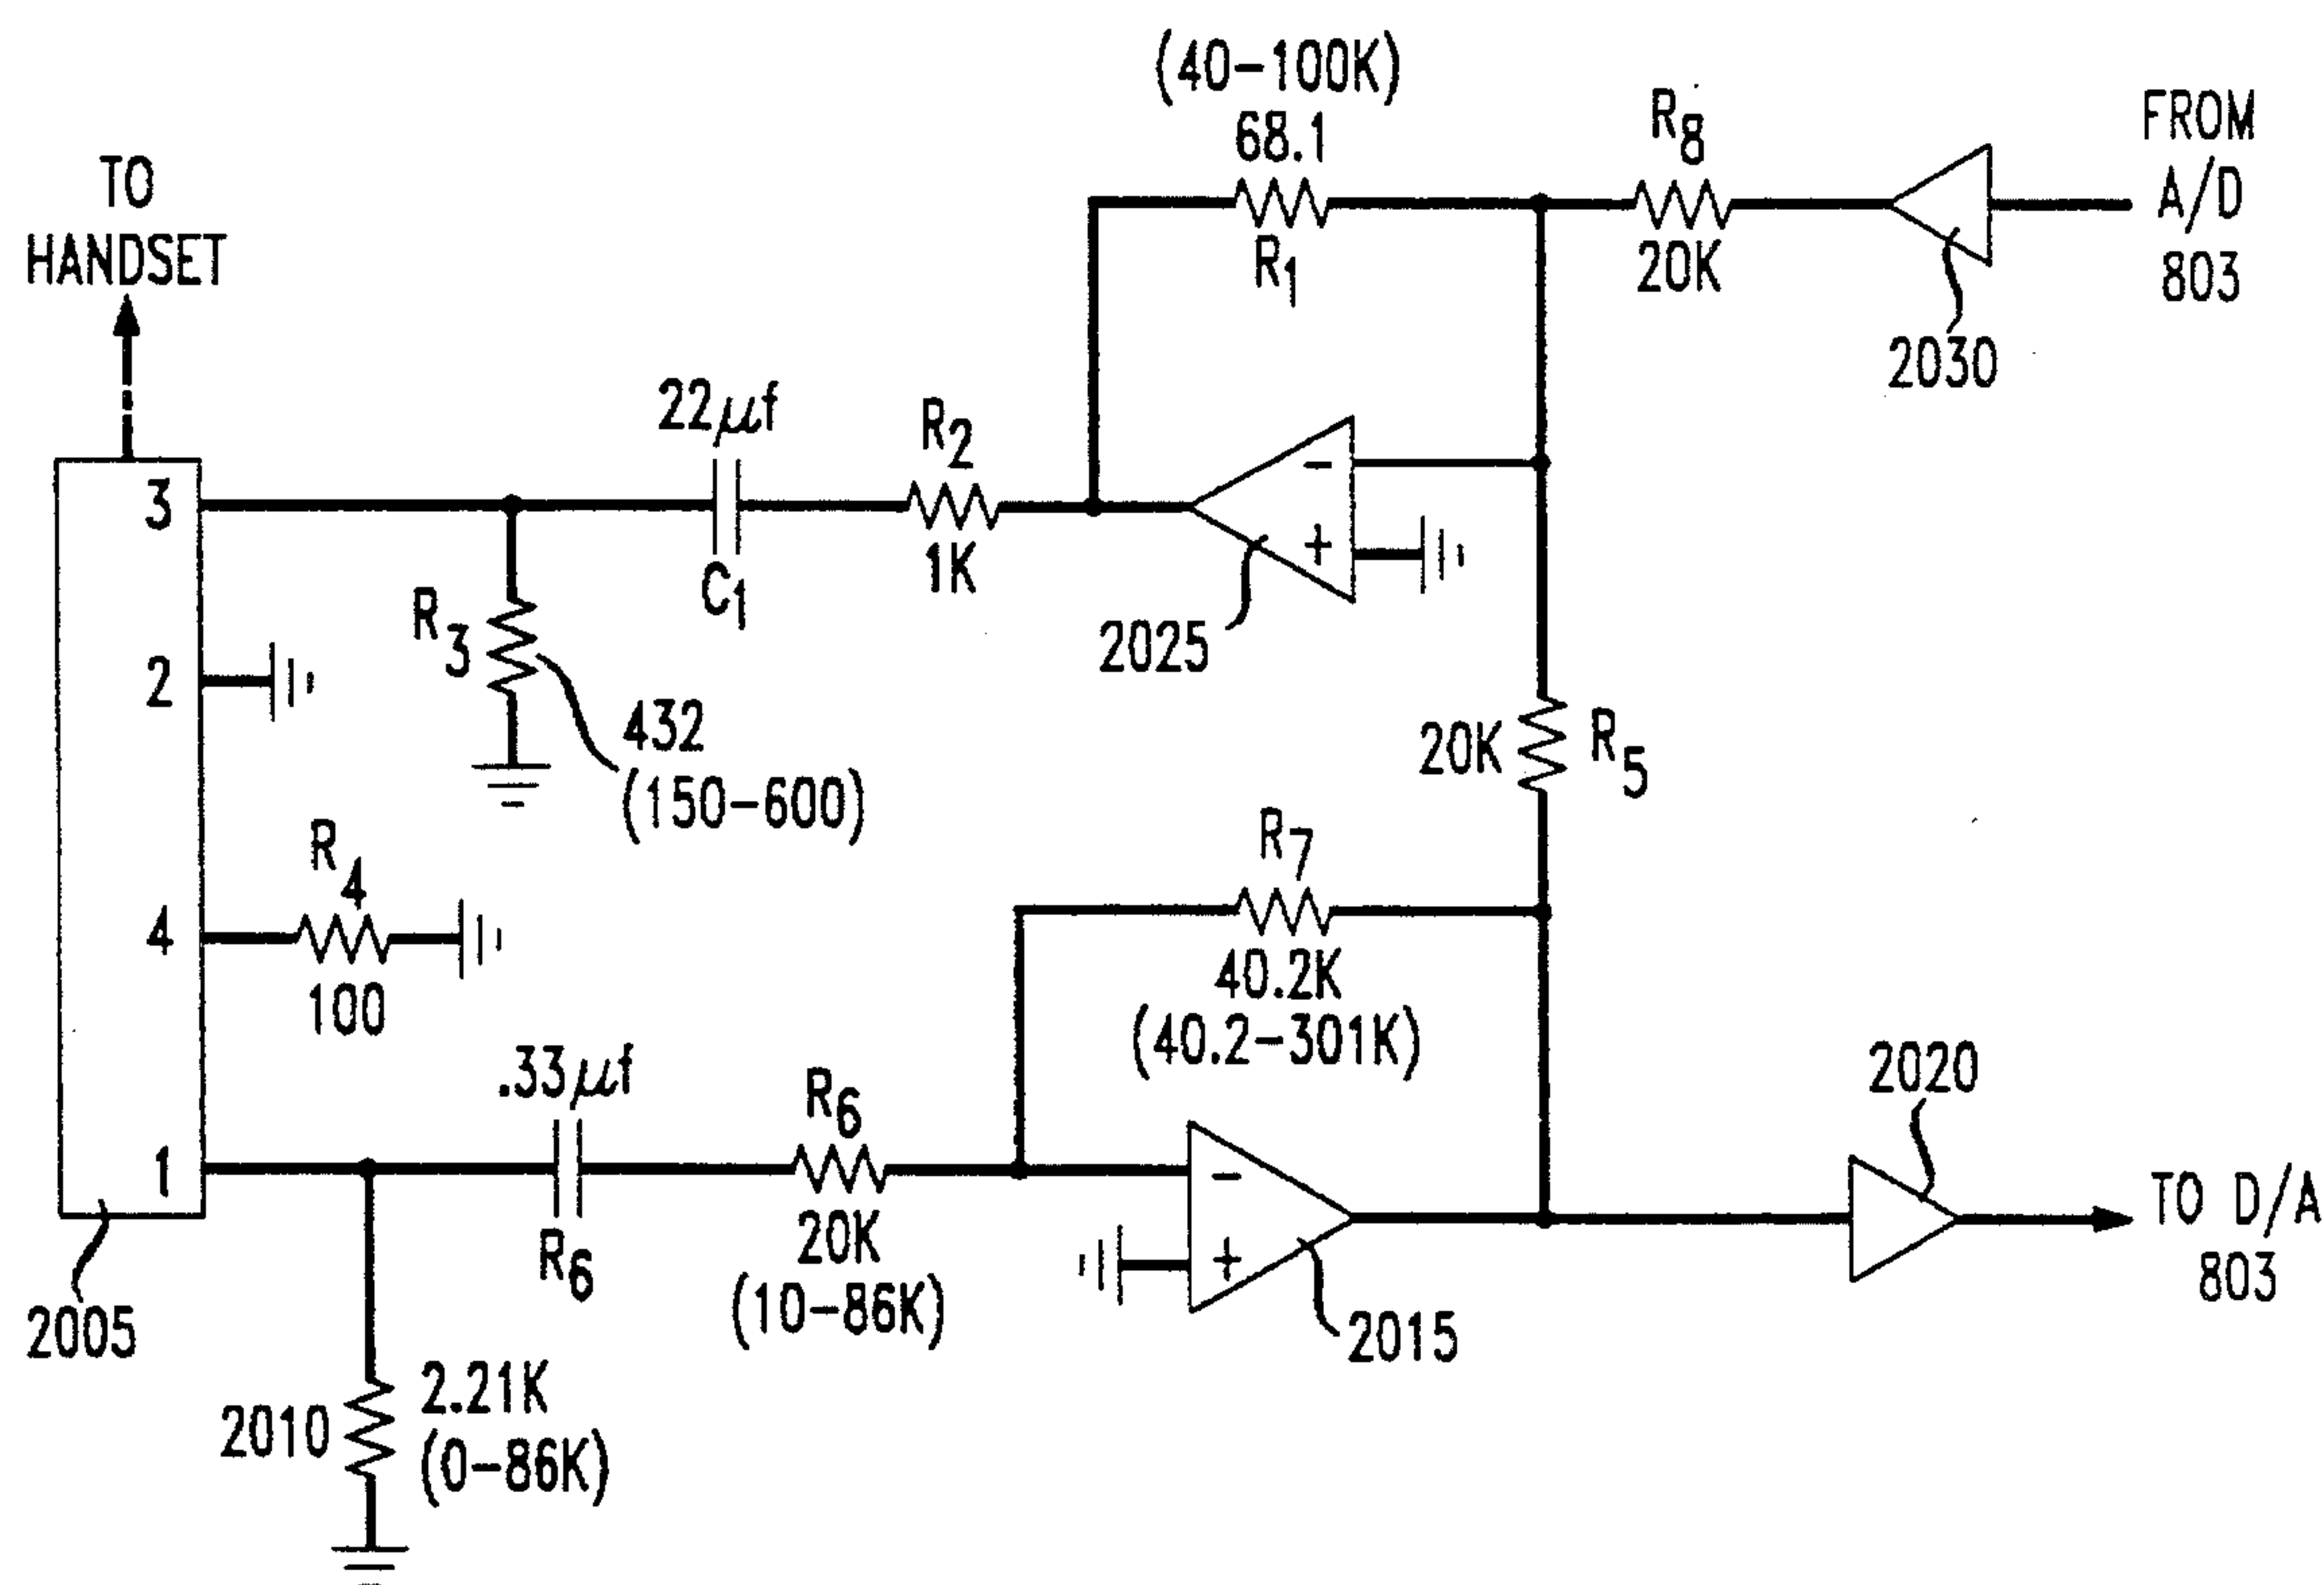 (40-100K)
68.1
R1
R8
20K
FROM
A/D
803
2030
TO
HANDSET
22μf
C1
R2
1K
-
+
2025
3
2
4
1
R3
432
(150-600)
20K
R5
R4
100
R7
40.2K
(40.2-301K)
.33μf
R6
R6
20K
(10-86K)
-
+
2015
2020
TO D/A
803
2005
2010
2.21K
(0-86K)